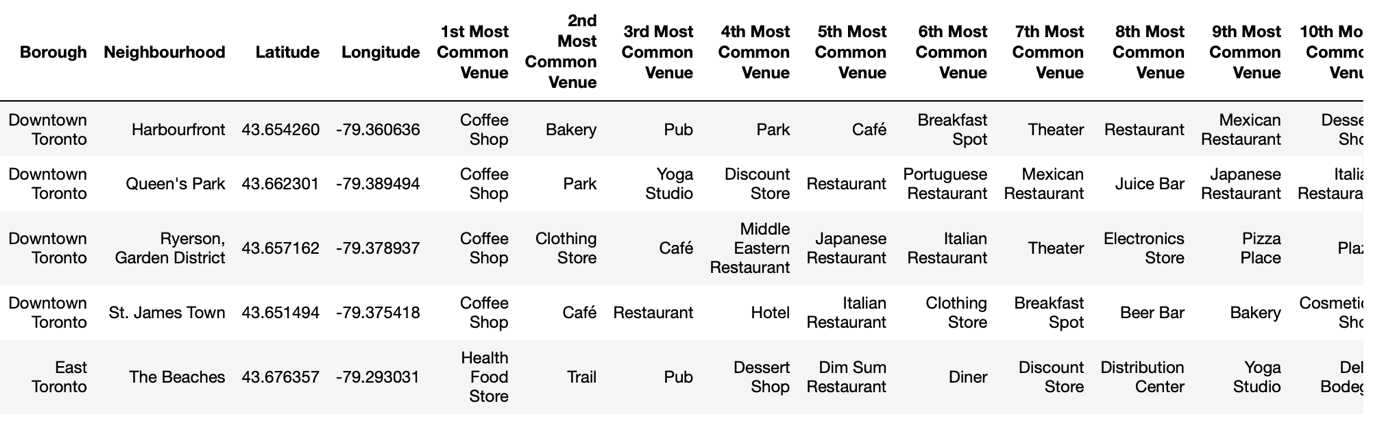 Borough Neighbourhood Latitude Longitude 1st Most Common Venue 2nd Most Common Venue 3rd Most Common Venue 4th Most Common Venue 5th Most Common Venue 6th Most Common Venue 7th Most Common Venue 8th Most Common Venue 9th Most Common Venue 10th
Downtown Toronto Harbourfront 43.654260 -79.360636 Coffee Shop Bakery Pub Park Café Breakfast Spot Theater Restaurant Mexican Restaurant
Downtown Toronto Queen's Park 43.662301 -79.389494 Coffee Shop Park Yoga Studio Discount Store Restaurant Portuguese Restaurant Mexican Restaurant Juice Bar Japanese Restaurant
Downtown Toronto Ryerson, Garden District 43.657162 -79.378937 Coffee Shop Clothing Store Café Middle Eastern Restaurant Japanese Restaurant Italian Restaurant Theater Electronics Store Pizza Place
Downtown Toronto St. James Town 43.651494 -79.375418 Coffee Shop Café Restaurant Hotel Italian Restaurant Clothing Store Breakfast Spot Beer Bar Bakery
East Toronto The Beaches 43.676357 -79.293031 Health Food Store Trail Pub Dessert Shop Dim Sum Restaurant Diner Discount Store Distribution Center Yoga Studio